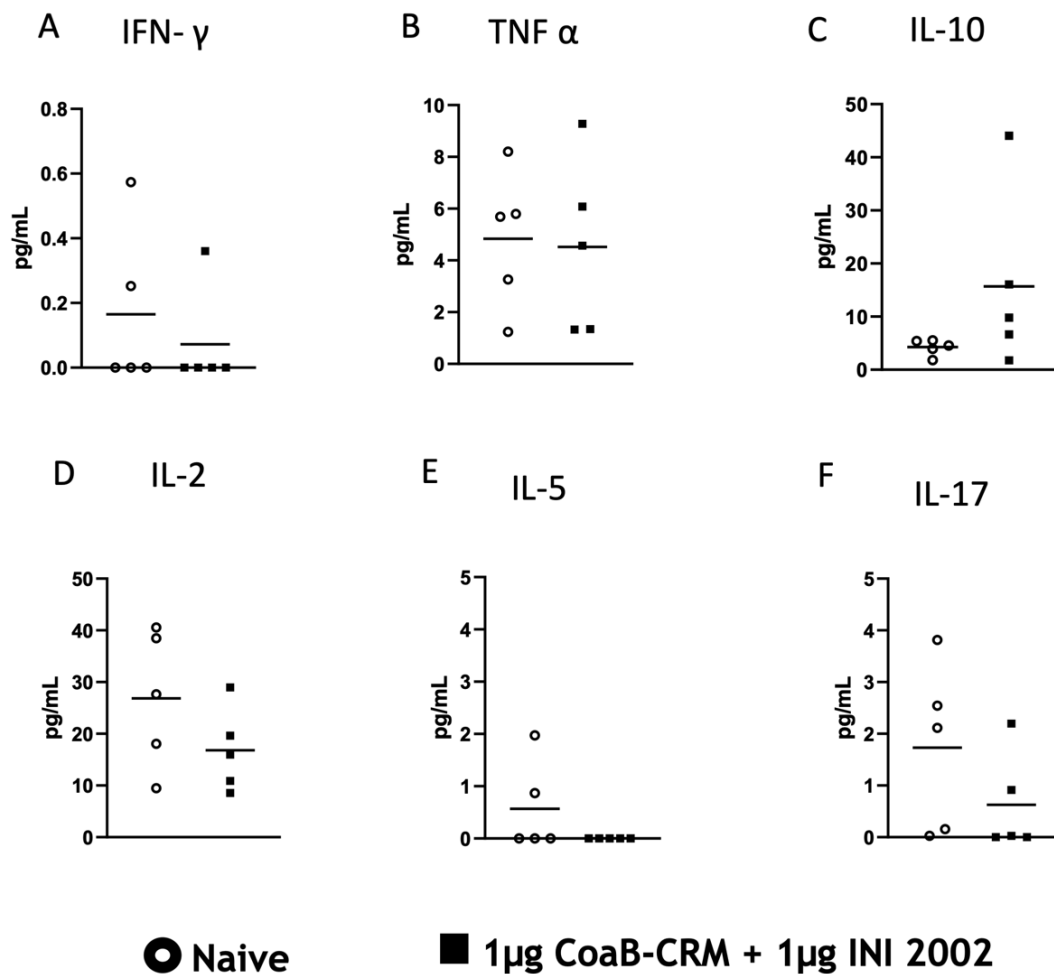 A IFN- γ
B TNF α
C IL-10
0.8
0.6
0.4
0.2
0.0
pg/mL
10
8
6
4
2
0
pg/mL
50
40
30
20
10
0
pg/mL
D IL-2
E IL-5
F IL-17
50
40
30
20
10
0
pg/mL
5
4
3
2
1
0
pg/mL
5
4
3
2
1
0
pg/mL
Naive
1µg CoaB-CRM + 1µg INI 2002